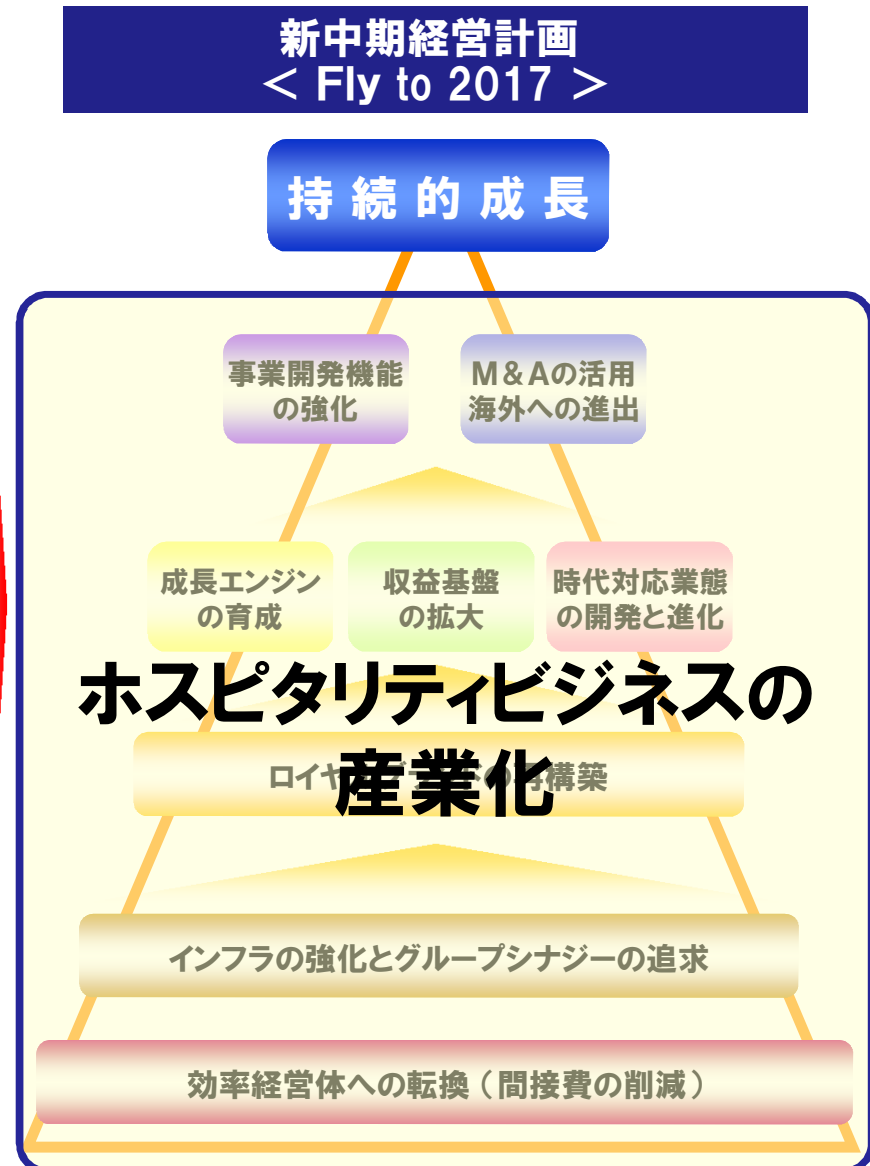 新中期経営計画
＜ Fly to 2017 ＞
持続的成長
事業開発機能
の強化
M&Aの活用
海外への進出
成長エンジン
の育成
収益基盤
の拡大
時代対応業態
の開発と進化
ホスピタリティビジネスの
産業化
インフラの強化とグループシナジーの追求
効率経営体への転換（間接費の削減）